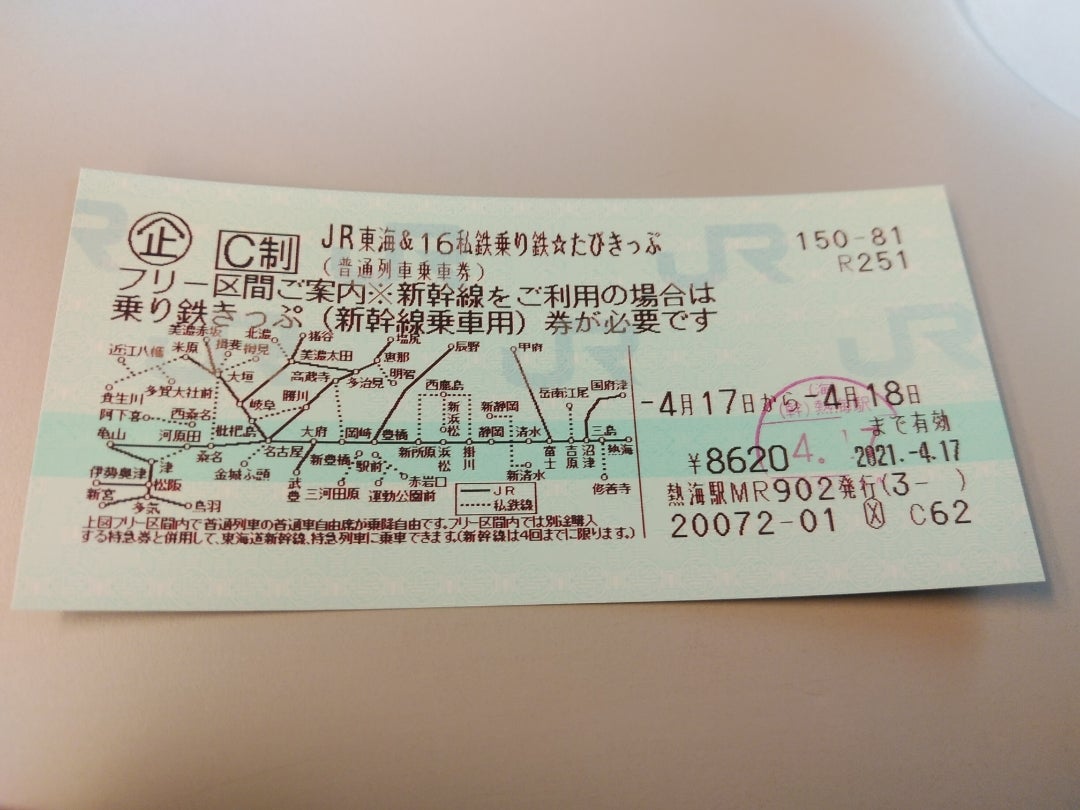 企 C制 JR東海&16私鉄乗り鉄☆たびきっぷ 150-81
(普通列車乗車券) R251
フリー区間ご案内※新幹線をご利用の場合は
乗り鉄きっぷ(新幹線乗車用)券が必要です
美濃赤坂 北濃 猪谷 塩尻 辰野 甲府
近江八幡 米原 揖斐 樽見 美濃太田 恵那
多賀大社前 大垣 高蔵寺 多治見 明智 西鹿島 岳南江尾 国府津
貴生川 岐阜 勝川 新浜松 新静岡
阿下喜 西桑名
亀山 河原田 枇杷島 大府 岡崎 豊橋 静岡 清水 三島
津 桑名 名古屋 新豊橋 駅前 新所原 浜松 掛川 富士 吉原 沼津 熱海
伊勢奥津 松阪 金城ふ頭 武豊 赤岩口 新清水 修善寺
新宮 多気 鳥羽 三河田原 運動公園前
JR
私鉄線
上図フリー区間内で普通列車の普通車自由席が乗降自由です。フリー区間内では別途購入
する特急券と併用して、東海道新幹線、特急列車に乗車できます。(新幹線は4回までに限ります。)
-4月17日から-4月18日
まで有効
¥8620 2021.-4.17
熱海駅MR902発行(3- )
20072-01 X C62
熱海駅
4.